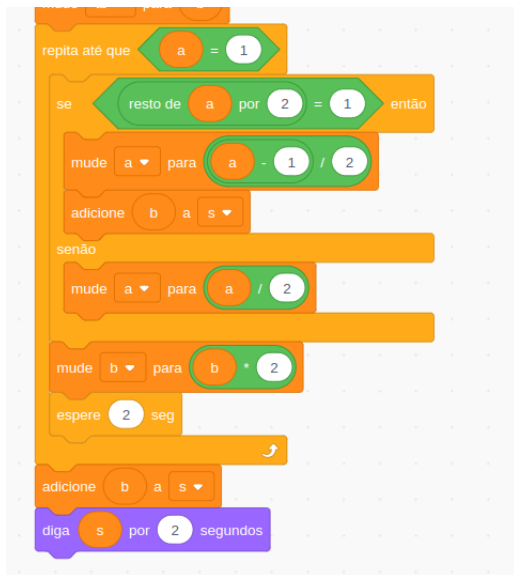 repita até que a = 1
se resto de a por 2 = 1 então
mude a para a - 1 / 2
adicione b a s
senão
mude a para a / 2
mude b para b * 2
espere 2 seg
adicione b a s
diga s por 2 segundos